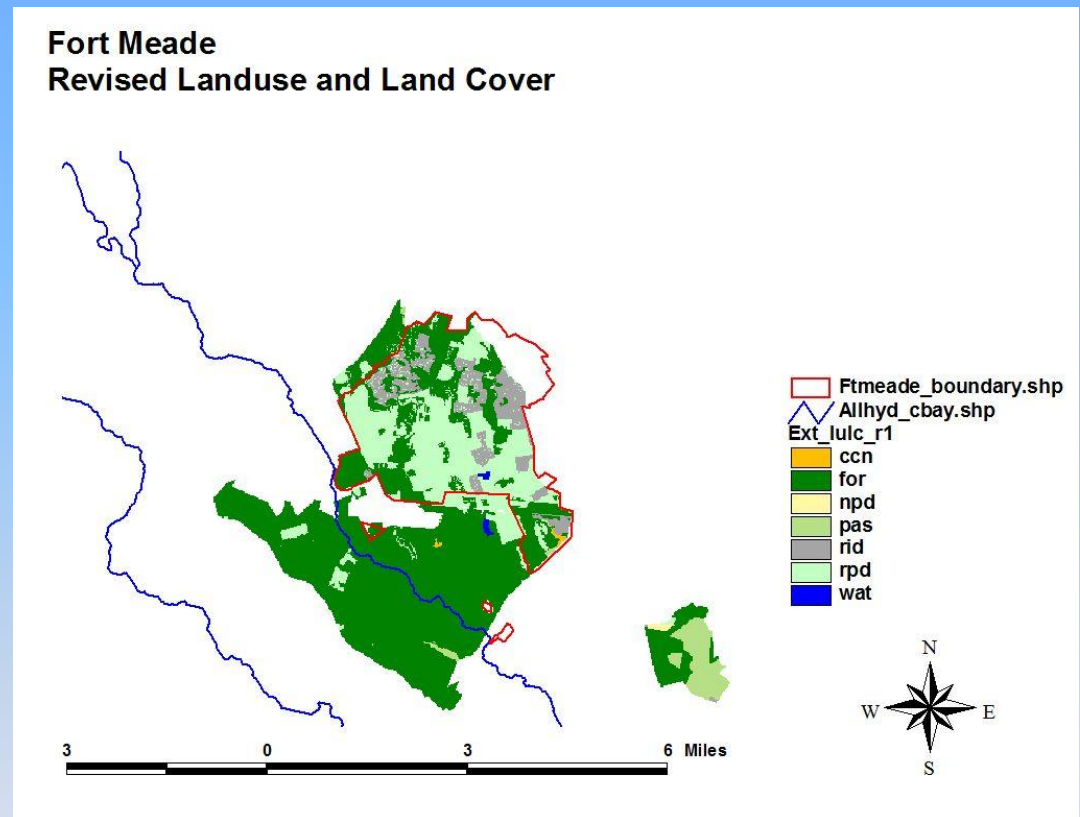 Fort Meade
Revised Landuse and Land Cover
Ftmeade_boundary.shp
Allhyd_cbay.shp
Ext_lulc_r1
ccn
for
npd
pas
rid
rpd
wat
N
W E
S
3 0 3 6 Miles